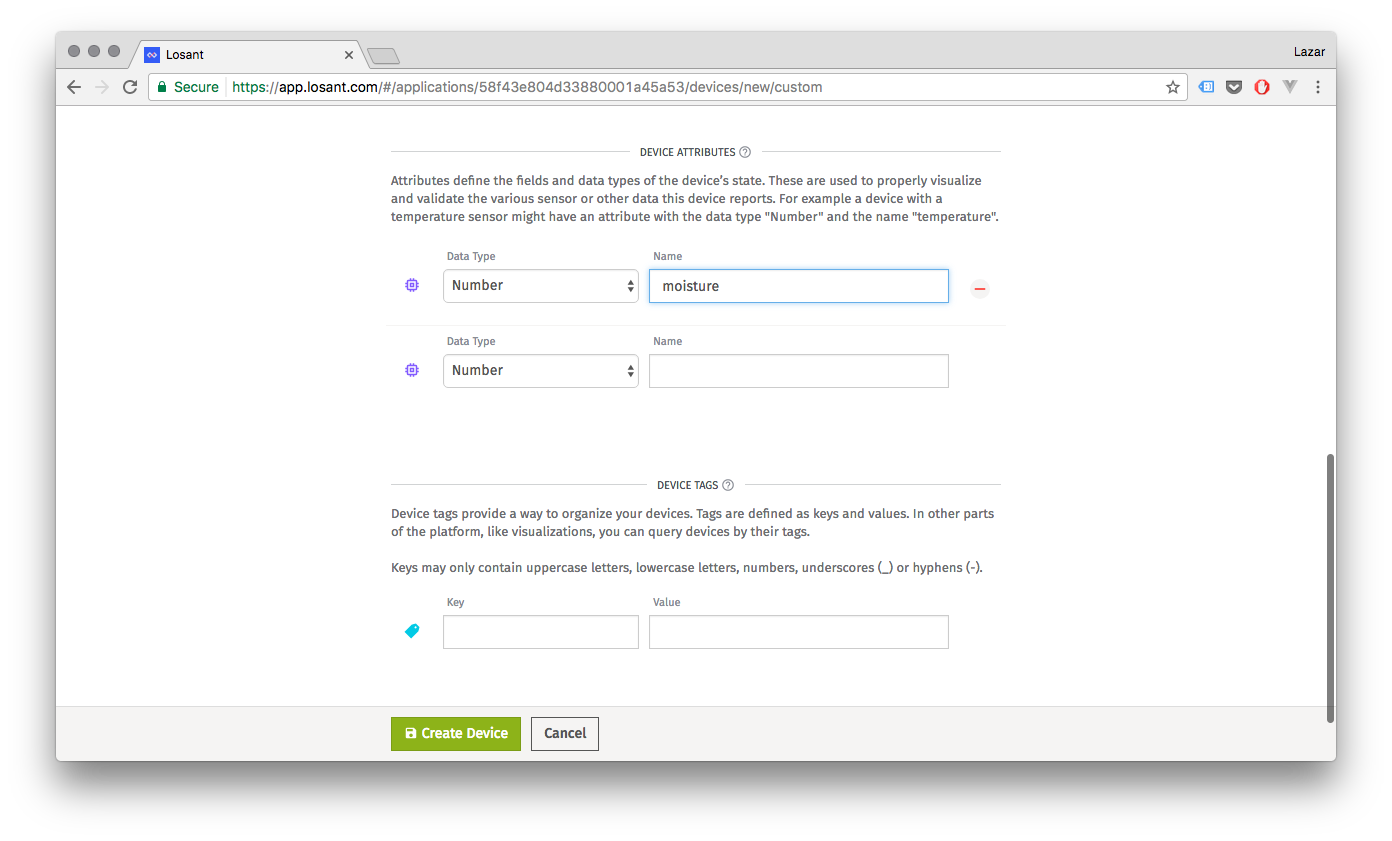 Losant
Lazar
Secure
https://app.losant.com/#/applications/58f43e804d33880001a45a53/devices/new/custom
DEVICE ATTRIBUTES ?
Attributes define the fields and data types of the device's state. These are used to properly visualize
and validate the various sensor or other data this device reports. For example a device with a
temperature sensor might have an attribute with the data type "Number" and the name "temperature".
Data Type Name
Number moisture
Data Type Name
Number
DEVICE TAGS ?
Device tags provide a way to organize your devices. Tags are defined as keys and values. In other parts
of the platform, like visualizations, you can query devices by their tags.
Keys may only contain uppercase letters, lowercase letters, numbers, underscores (_) or hyphens (-).
Key Value
Create Device Cancel